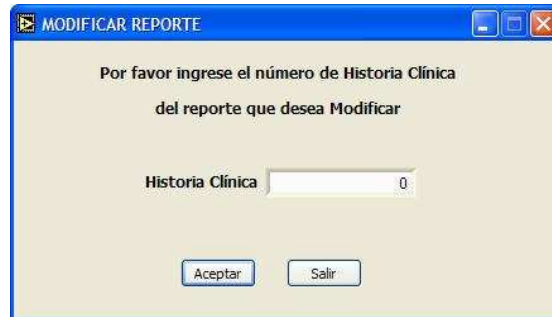 MODIFICAR REPORTE
Por favor ingrese el número de Historia Clínica
del reporte que desea Modificar
Historia Clínica 0
Aceptar Salir